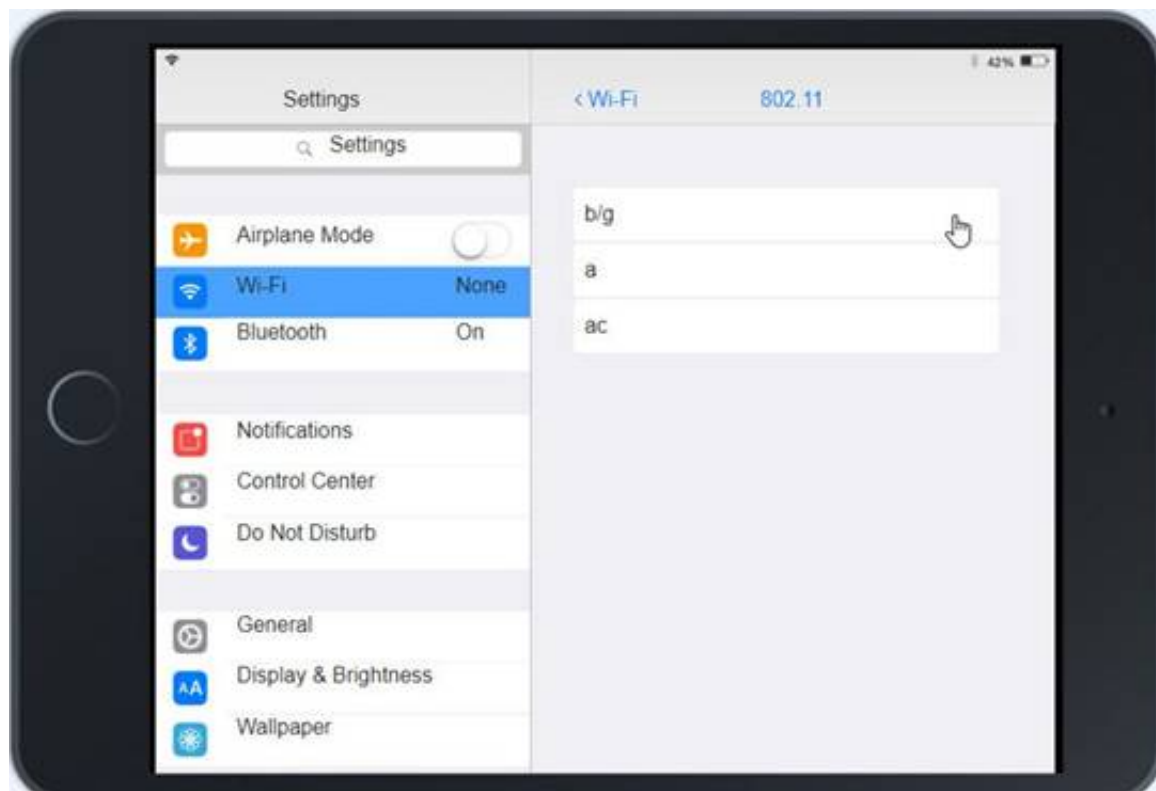 42%
Settings
< Wi-Fi
802.11
Settings
Airplane Mode
Wi-Fi None
Bluetooth On
Notifications
Control Center
Do Not Disturb
General
AA Display & Brightness
Wallpaper
b/g
a
ac